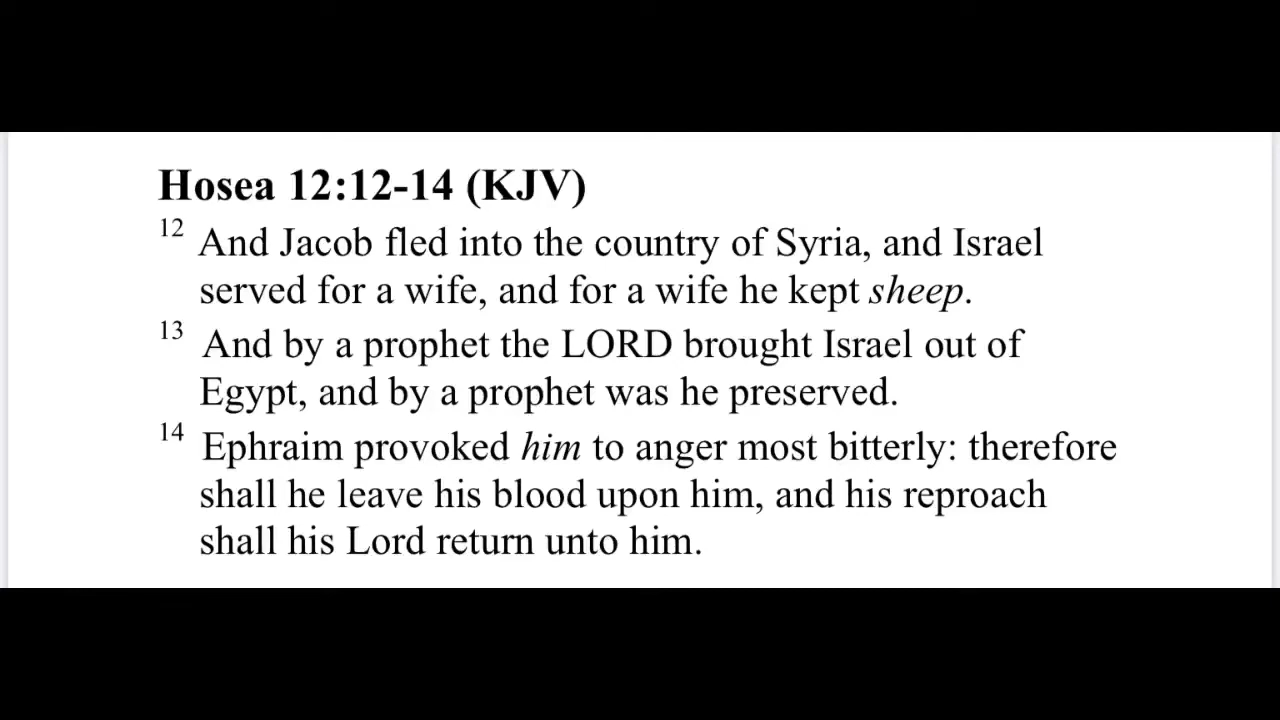 Hosea 12:12-14 (KJV)
12 And Jacob fled into the country of Syria, and Israel
served for a wife, and for a wife he kept sheep.
13 And by a prophet the LORD brought Israel out of
Egypt, and by a prophet was he preserved.
14 Ephraim provoked him to anger most bitterly: therefore
shall he leave his blood upon him, and his reproach
shall his Lord return unto him.